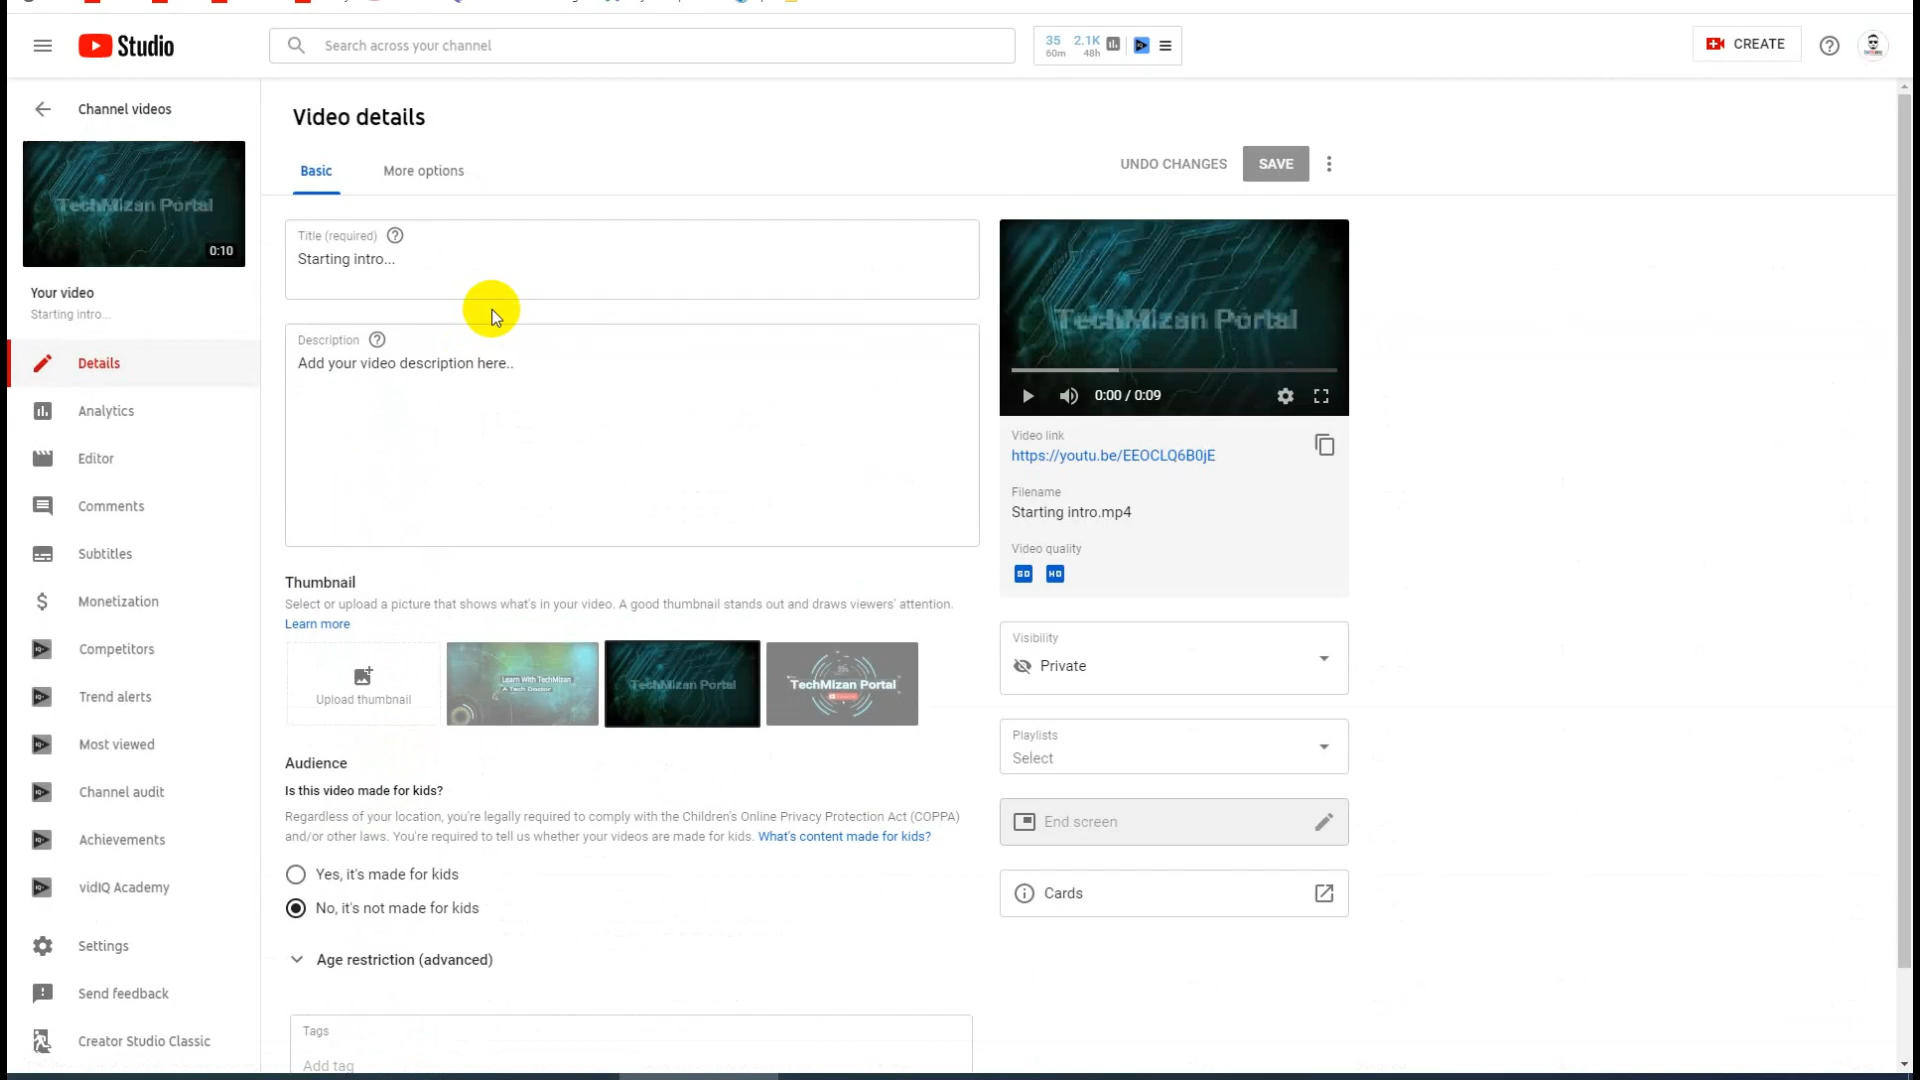 Studio
Search across your channel
35 2.1K
60m 48h
CREATE
Channel videos
TechMizan Portal
0:10
Your video
Starting intro...
Details
Analytics
Editor
Comments
Subtitles
Monetization
Competitors
Trend alerts
Most viewed
Channel audit
Achievements
vidIQ Academy
Settings
Send feedback
Creator Studio Classic
Video details
Basic
More options
UNDO CHANGES
SAVE
Title (required)
Starting intro...
Description
Add your video description here..
Thumbnail
Select or upload a picture that shows what's in your video. A good thumbnail stands out and draws viewers' attention.
Learn more
Upload thumbnail
Learn With TechMizan
A Tech Doctor
TechMizan Portal
TechMizan Portal
Audience
Is this video made for kids?
Regardless of your location, you're legally required to comply with the Children's Online Privacy Protection Act (COPPA)
and/or other laws. You're required to tell us whether your videos are made for kids. What's content made for kids?
Yes, it's made for kids
No, it's not made for kids
Age restriction (advanced)
Tags
Add tag
TechMizan Portal
0:00 / 0:09
Video link
https://youtu.be/EEOCLQ6B0jE
Filename
Starting intro.mp4
Video quality
SD HD
Visibility
Private
Playlists
Select
End screen
Cards